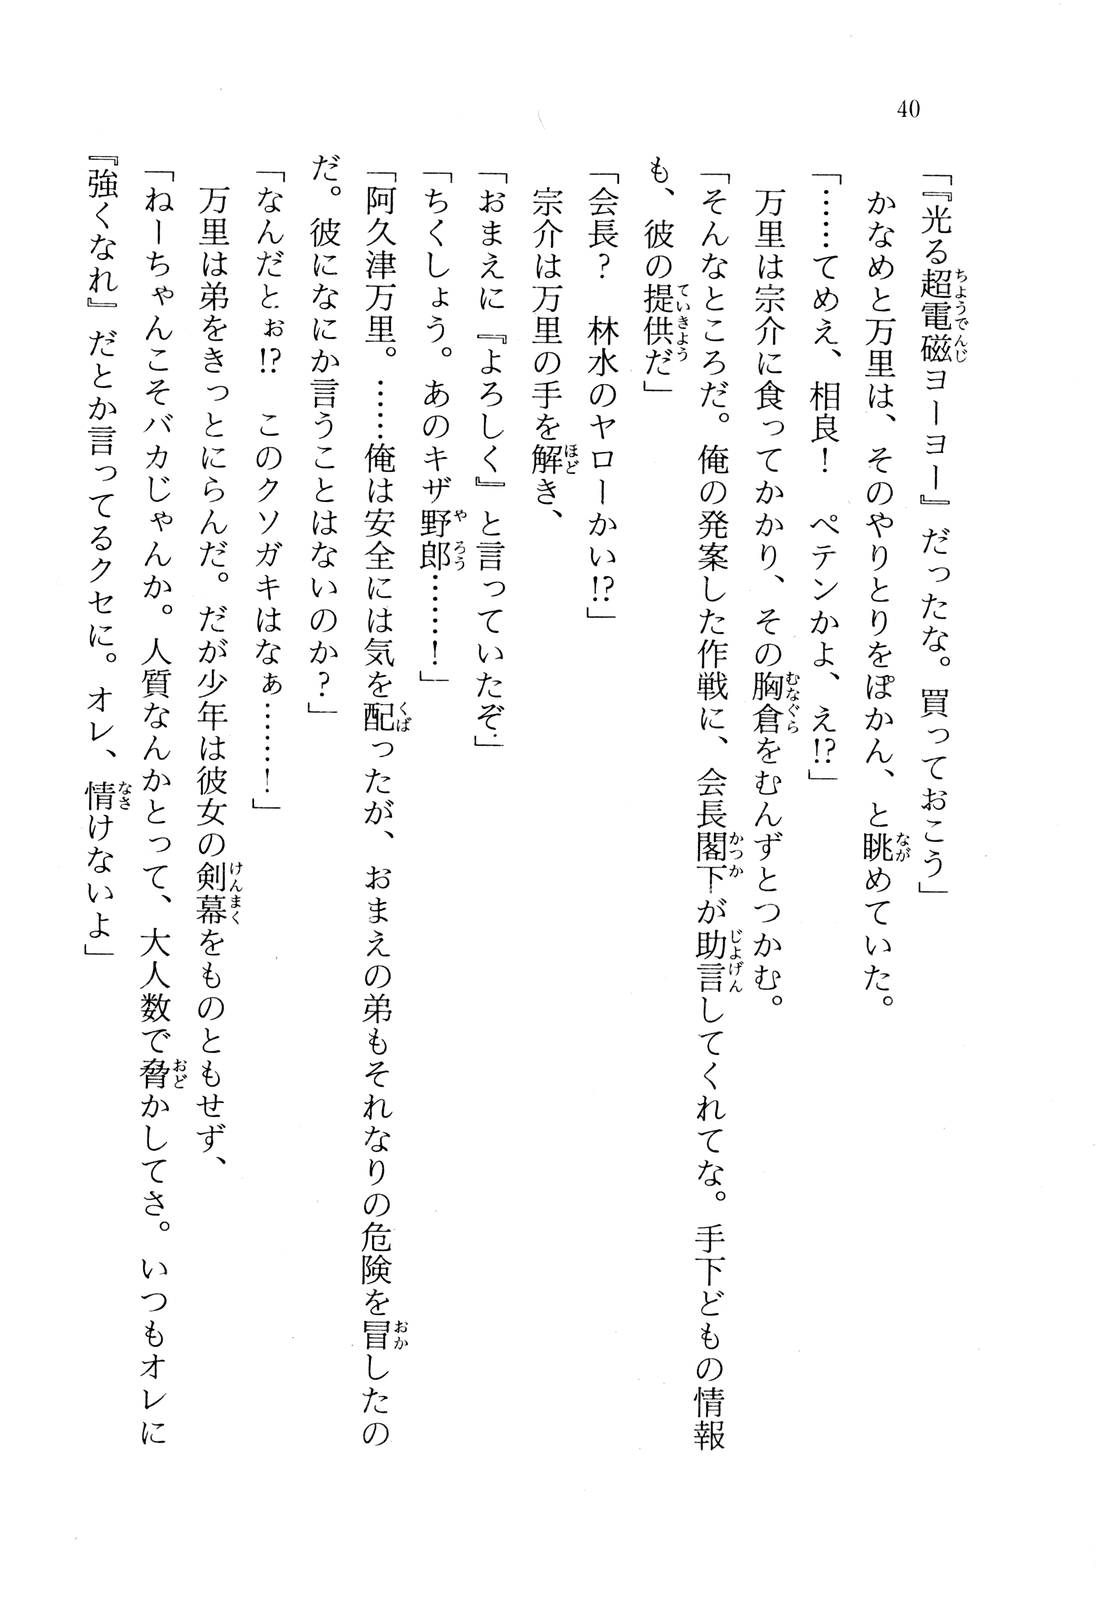 40
「『光る超電磁ヨーヨー』だったな。買っておこう」
かなめと万里は、そのやりとりをぽかん、と眺めていた。
「……てめえ、相良！　ペテンかよ、え!?」
万里は宗介に食ってかかり、その胸倉をむんずとつかむ。
「そんなところだ。俺の発案した作戦に、会長閣下が助言してくれてな。手下どもの情報
も、彼の提供だ」
「会長？　林水のヤローかい!?」
宗介は万里の手を解き、
「おまえに『よろしく』と言っていたぞ」
「ちくしょう。あのキザ野郎……！」
「阿久津万里。……俺は安全には気を配ったが、おまえの弟もそれなりの危険を冒したの
だ。彼になにか言うことはないのか？」
「なんだとぉ!?　このクソガキはなぁ……！」
万里は弟をきっとにらんだ。だが少年は彼女の剣幕をものともせず、
「ねーちゃんこそバカじゃんか。人質なんかとって、大人数で脅かしてさ。いつもオレに
『強くなれ』だとか言ってるクセに。オレ、情けないよ」